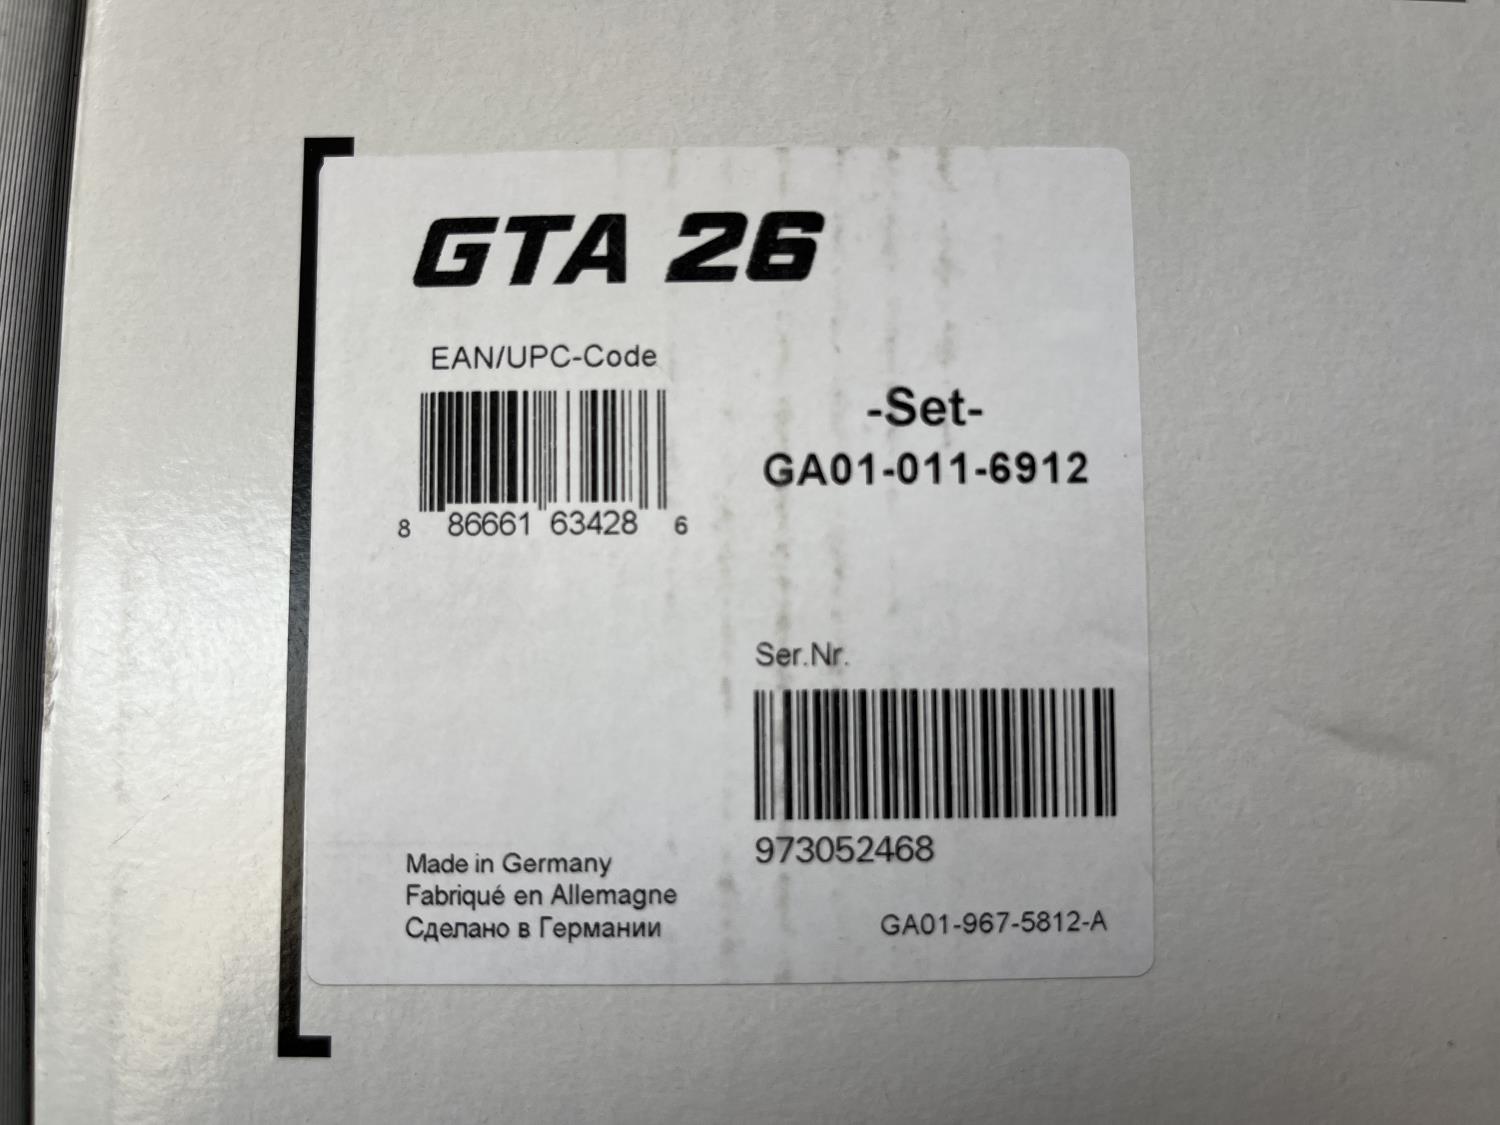 GTA 26
EAN/UPC-Code
8 86661 63428 6
-Set-
GA01-011-6912
Ser.Nr.
973052468
Made in Germany
Fabriqué en Allemagne
Сделано в Германии
GA01-967-5812-A